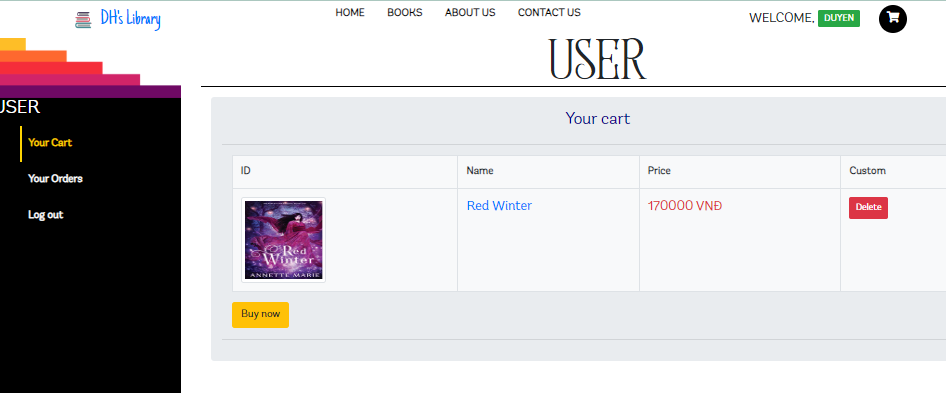 DH's Library
HOME BOOKS ABOUT US CONTACT US
WELCOME, DUYEN
USER
USER
Your Cart
Your Orders
Log out
Your cart
ID Name Price Custom
Red Winter
ANNETTE MARIE
Red Winter 170000 VNĐ Delete
Buy now